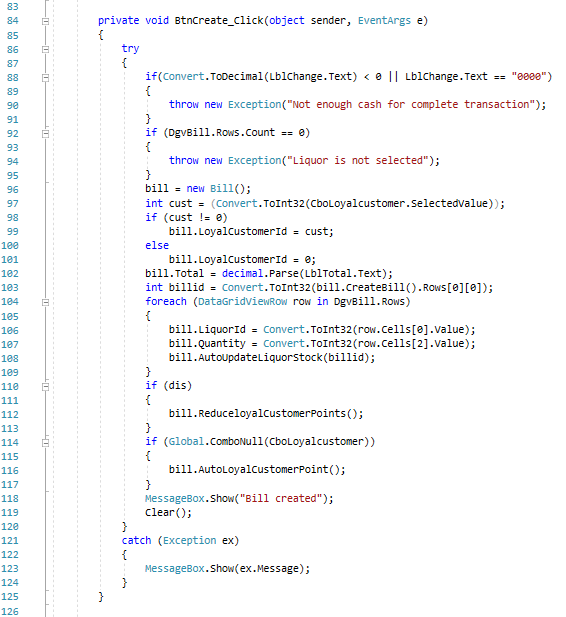 83
84 private void BtnCreate_Click(object sender, EventArgs e)
85 {
86 try
87 {
88 if(Convert.ToDecimal(LblChange.Text) < 0 || LblChange.Text == "0000")
89 {
90 throw new Exception("Not enough cash for complete transaction");
91 }
92 if (DgvBill.Rows.Count == 0)
93 {
94 throw new Exception("Liquor is not selected");
95 }
96 bill = new Bill();
97 int cust = (Convert.ToInt32(CboLoyalcustomer.SelectedValue));
98 if (cust != 0)
99 bill.LoyalCustomerId = cust;
100 else
101 bill.LoyalCustomerId = 0;
102 bill.Total = decimal.Parse(LblTotal.Text);
103 int billid = Convert.ToInt32(bill.CreateBill().Rows[0][0]);
104 foreach (DataGridViewRow row in DgvBill.Rows)
105 {
106 bill.LiquorId = Convert.ToInt32(row.Cells[0].Value);
107 bill.Quantity = Convert.ToInt32(row.Cells[2].Value);
108 bill.AutoUpdateLiquorStock(billid);
109 }
110 if (dis)
111 {
112 bill.ReduceloyalCustomerPoints();
113 }
114 if (Global.ComboNull(CboLoyalcustomer))
115 {
116 bill.AutoLoyalCustomerPoint();
117 }
118 MessageBox.Show("Bill created");
119 Clear();
120 }
121 catch (Exception ex)
122 {
123 MessageBox.Show(ex.Message);
124 }
125 }
126